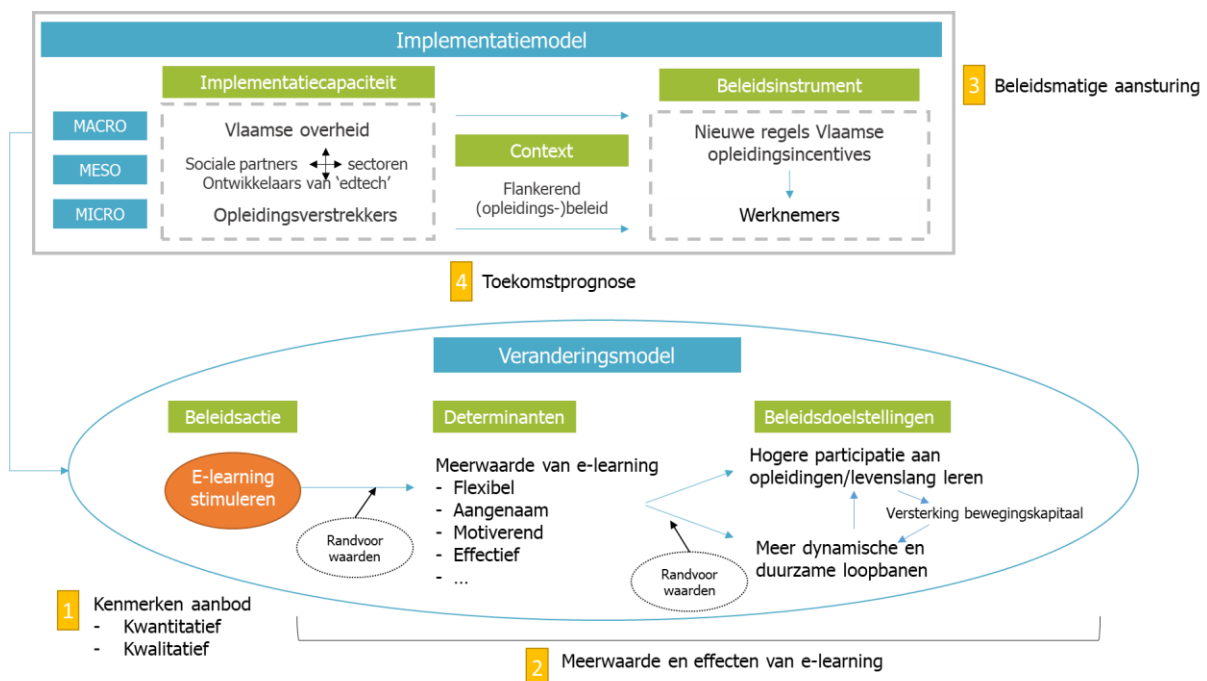 Implementatiemodel
Implementatiecapaciteit
Beleidsinstrument
3 Beleidsmatige aansturing
MACRO
MESO
MICRO
Vlaamse overheid
Sociale partners sectoren
Ontwikkelaars van ‘edtech’
Opleidingsverstrekkers
Context
Flankerend
(opleidings-)beleid
Nieuwe regels Vlaamse
opleidingsincentives
Werknemers
4 Toekomstprognose
Veranderingsmodel
Beleidsactie
Determinanten
Beleidsdoelstellingen
E-learning
stimuleren
Randvoor
waarden
Meerwaarde van e-learning
- Flexibel
- Aangenaam
- Motiverend
- Effectief
- ...
Randvoor
waarden
Hogere participatie aan
opleidingen/levenslang leren
Versterking bewegingskapitaal
Meer dynamische en
duurzame loopbanen
1 Kenmerken aanbod
- Kwantitatief
- Kwalitatief
2 Meerwaarde en effecten van e-learning